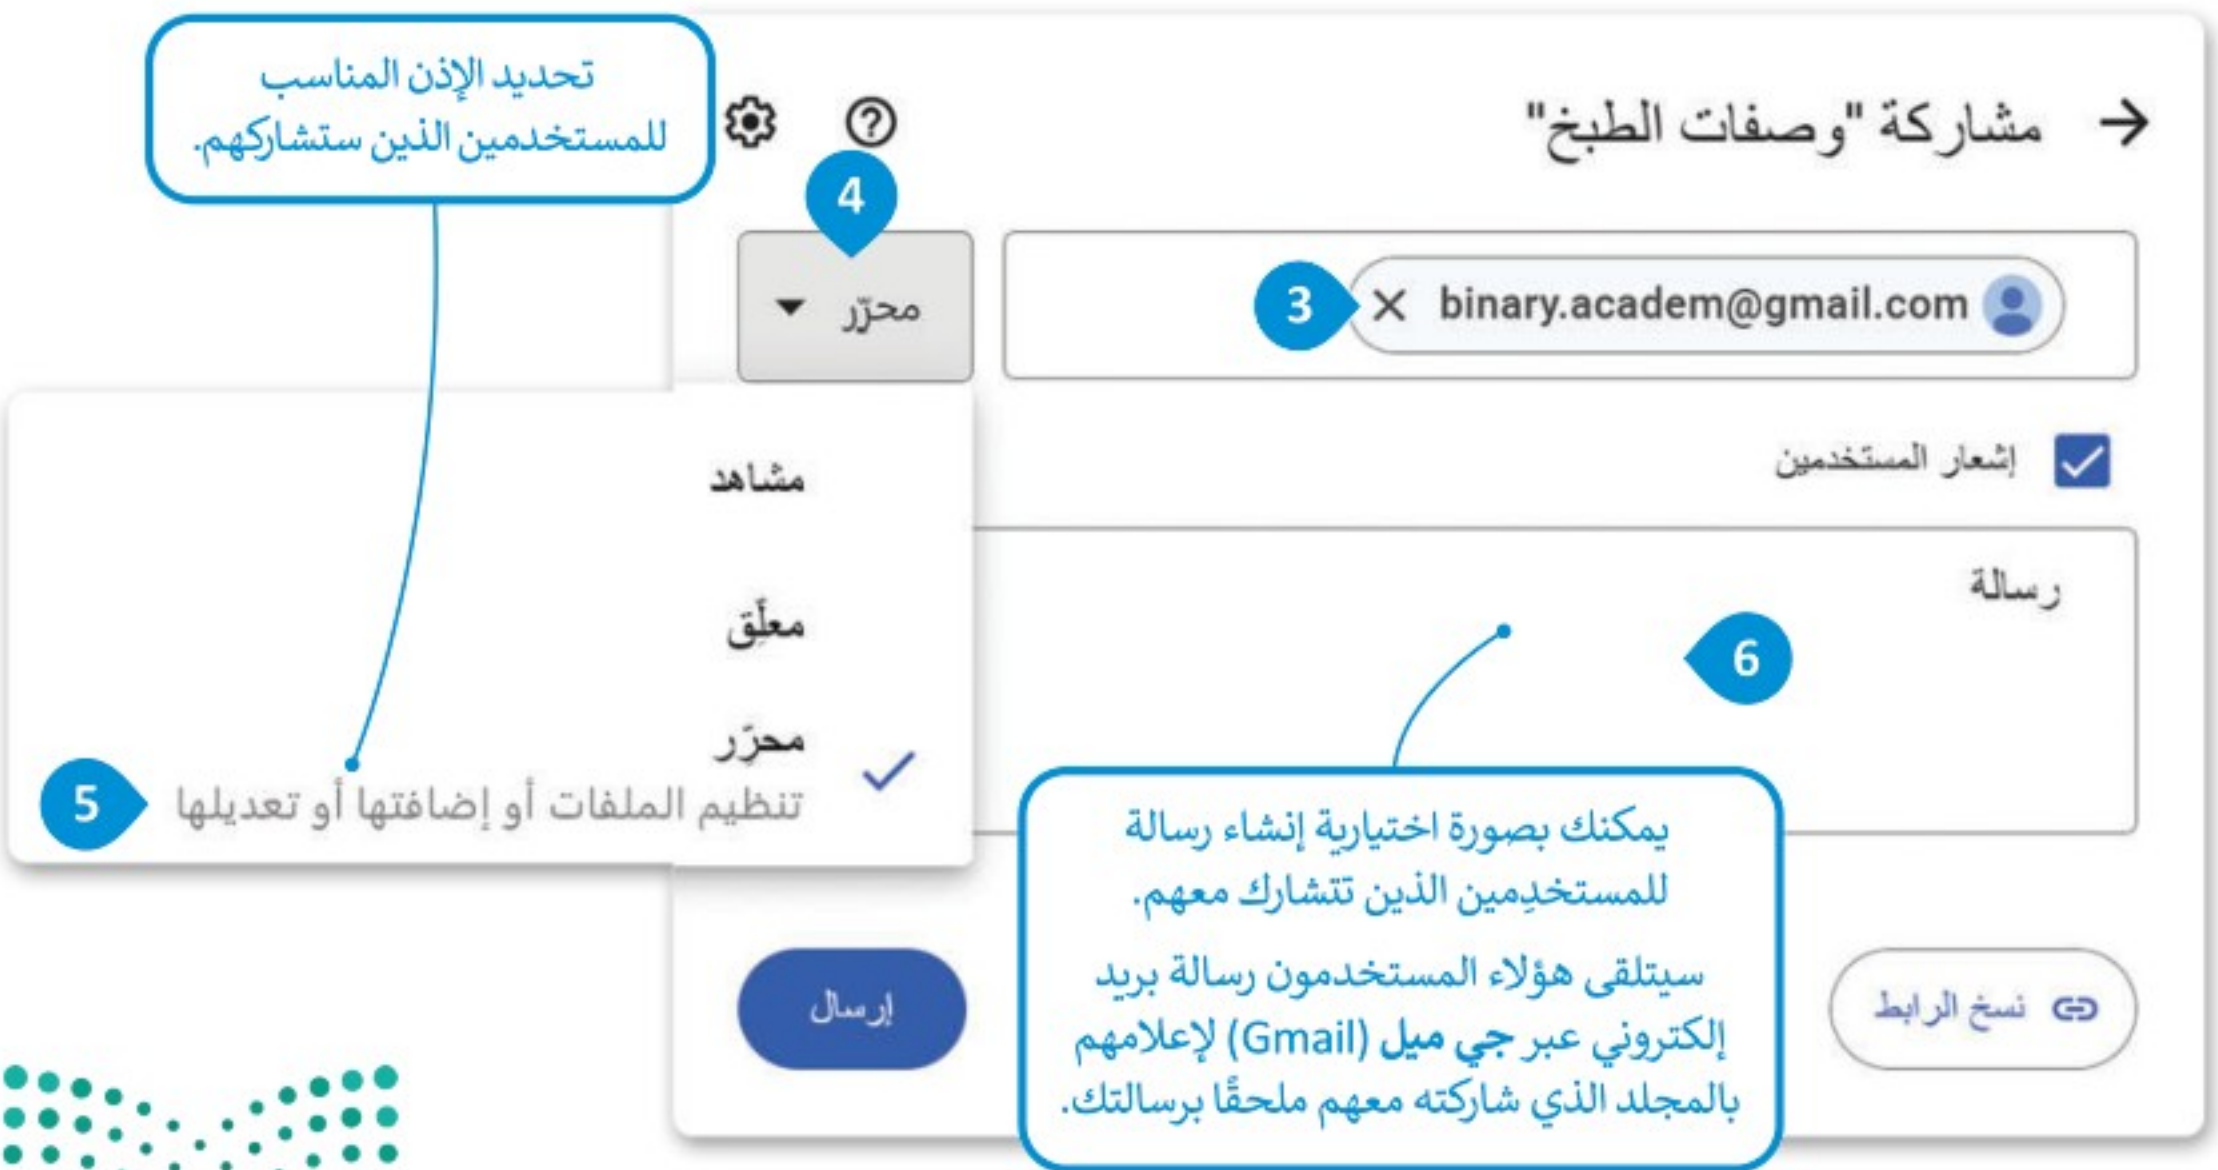 تحديد الإذن المناسب
للمستخدمين الذين ستشاركهم.
مشاركة "وصفات الطبخ"
4
محرّر
binary.academ@gmail.com
3
إشعار المستخدمين
مشاهد
معلّق
محرّر
تنظيم الملفات أو إضافتها أو تعديلها
5
رسالة
6
يمكنك بصورة اختيارية إنشاء رسالة
للمستخدِمين الذين تتشارك معهم.
سيتلقى هؤلاء المستخدمون رسالة بريد
إلكتروني عبر جي ميل (Gmail) لإعلامهم
بالمجلد الذي شاركته معهم ملحقًا برسالتك.
نسخ الرابط
إرسال